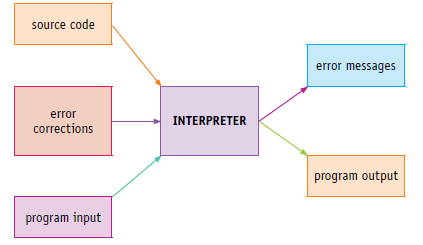 source code
error
corrections
program input
INTERPRETER
error messages
program output